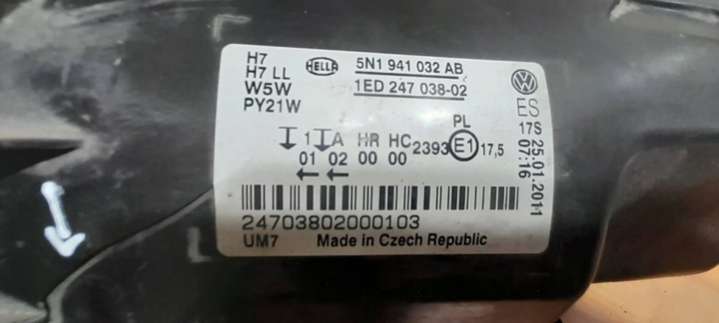 H7
H7 LL
W5W
PY21W
HELLA
5N1 941 032 AB
1ED 247 038-02
ES
17S 25.01.2011
07:16
PL
1 A HR HC 2393 E1 17,5
01 02 00 00
24703802000103
UM7 Made in Czech Republic